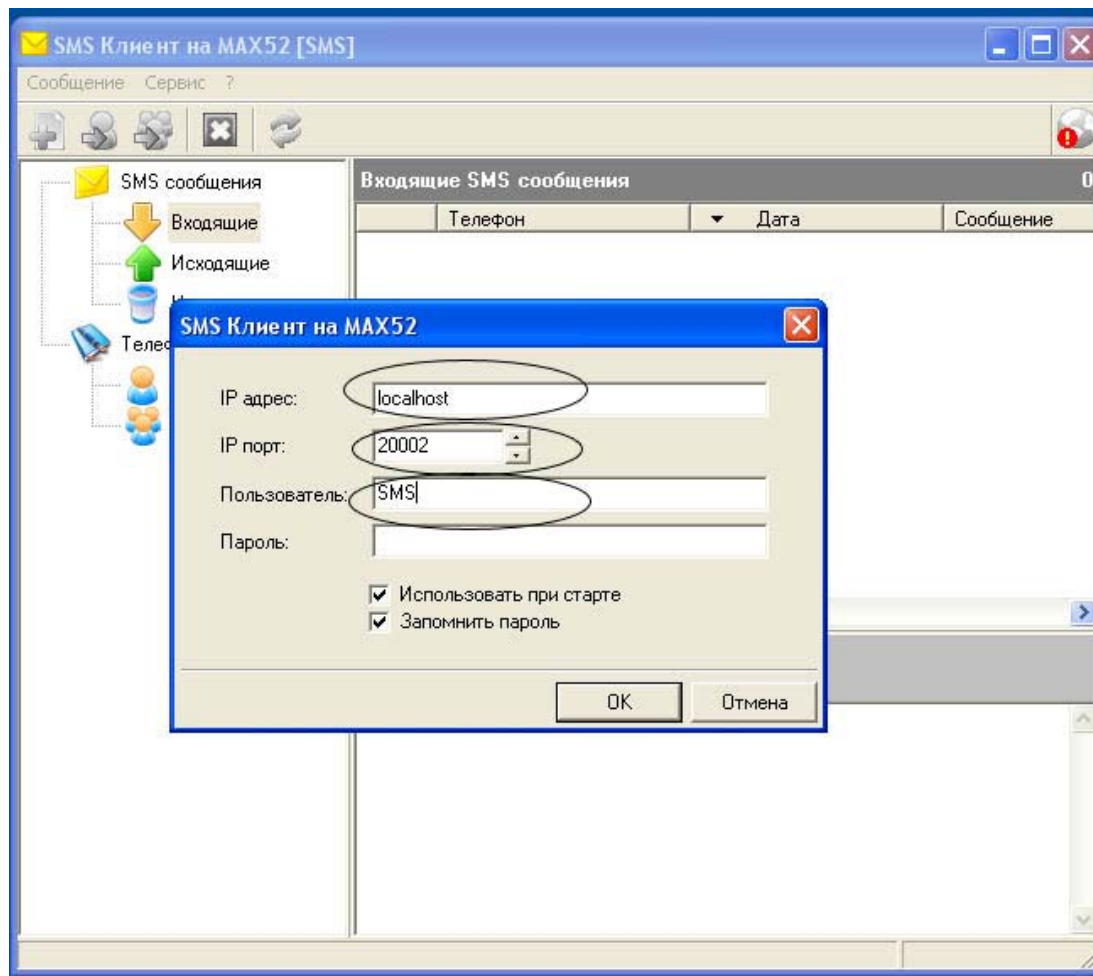 SMS Клиент на MAX52 [SMS]
Сообщение Сервис ?
SMS сообщения
Входящие
Исходящие
Входящие SMS сообщения 0
Телефон Дата Сообщение
SMS Клиент на MAX52
IP адрес: localhost
IP порт: 20002
Пользователь: SMS
Пароль:
Использовать при старте
Запомнить пароль
OK Отмена